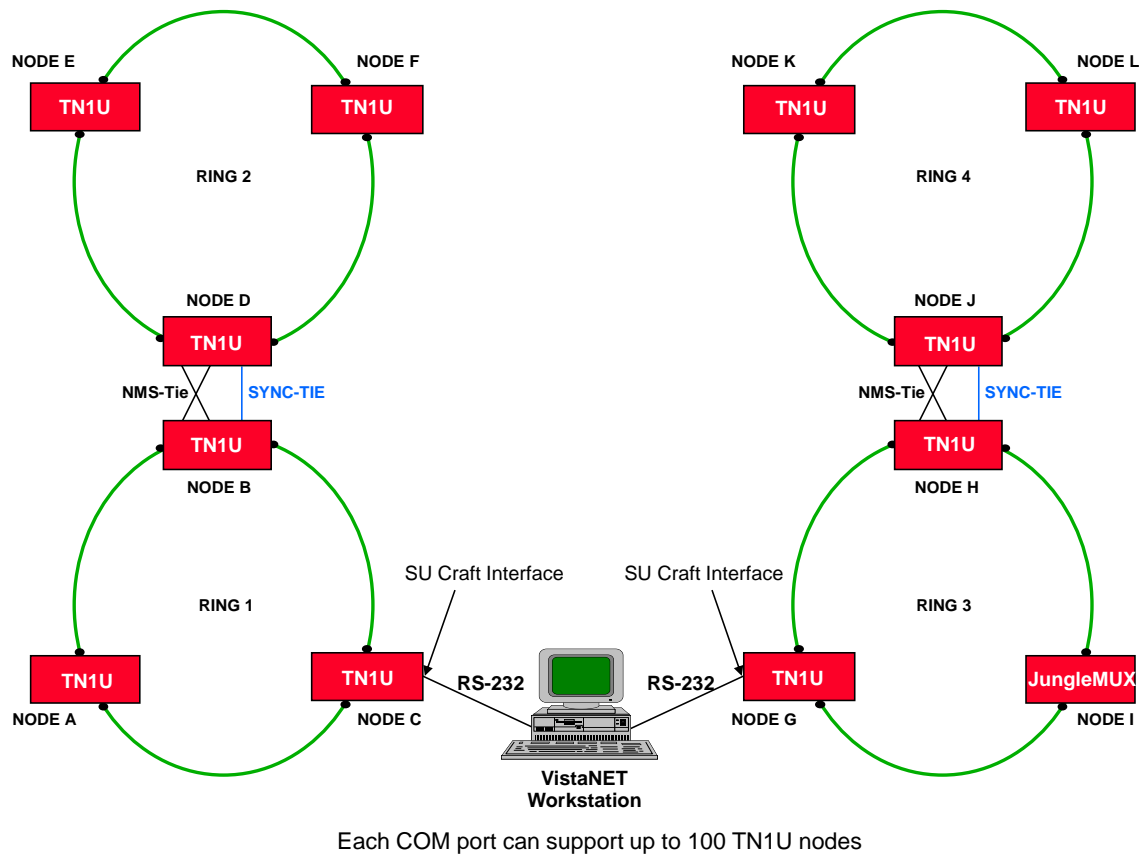 NODE E
NODE F
NODE K
NODE L
TN1U
TN1U
TN1U
TN1U
RING 2
RING 4
NODE D
NODE J
TN1U
TN1U
NMS-Tie
SYNC-TIE
NMS-Tie
SYNC-TIE
TN1U
TN1U
NODE B
NODE H
SU Craft Interface
SU Craft Interface
RING 1
RING 3
TN1U
TN1U
RS-232
RS-232
TN1U
JungleMUX
NODE A
NODE C
NODE G
NODE I
VistaNET
Workstation
Each COM port can support up to 100 TN1U nodes